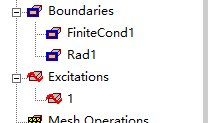 Boundaries
FiniteCond1
Rad1
Excitations
1
Mesh Operations